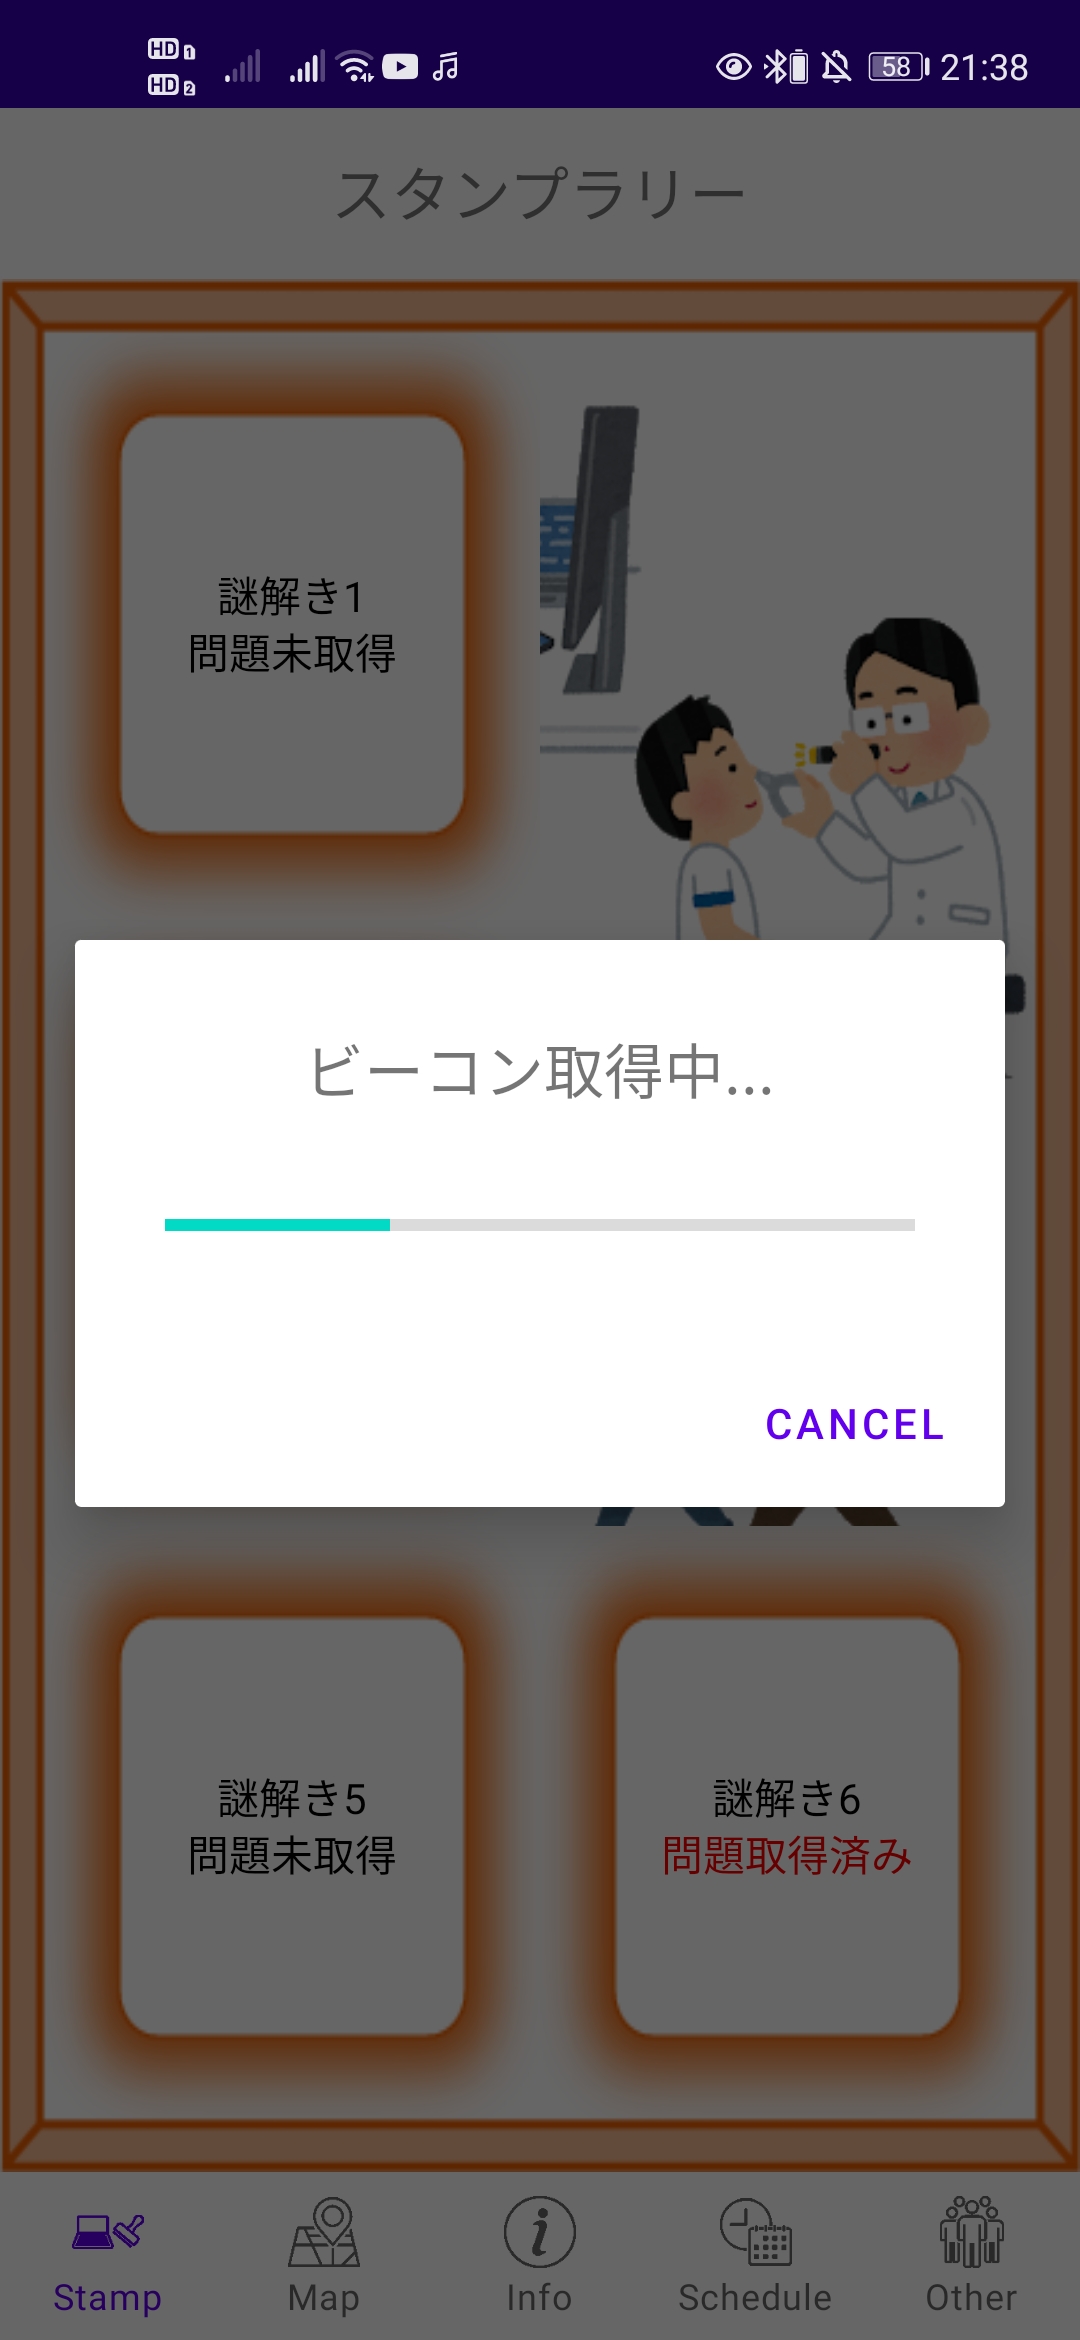 HD 1
HD 2
58
21:38
スタンプラリー
謎解き1
問題未取得
ビーコン取得中...
CANCEL
謎解き5
問題未取得
謎解き6
問題取得済み
Stamp
Map
Info
Schedule
Other